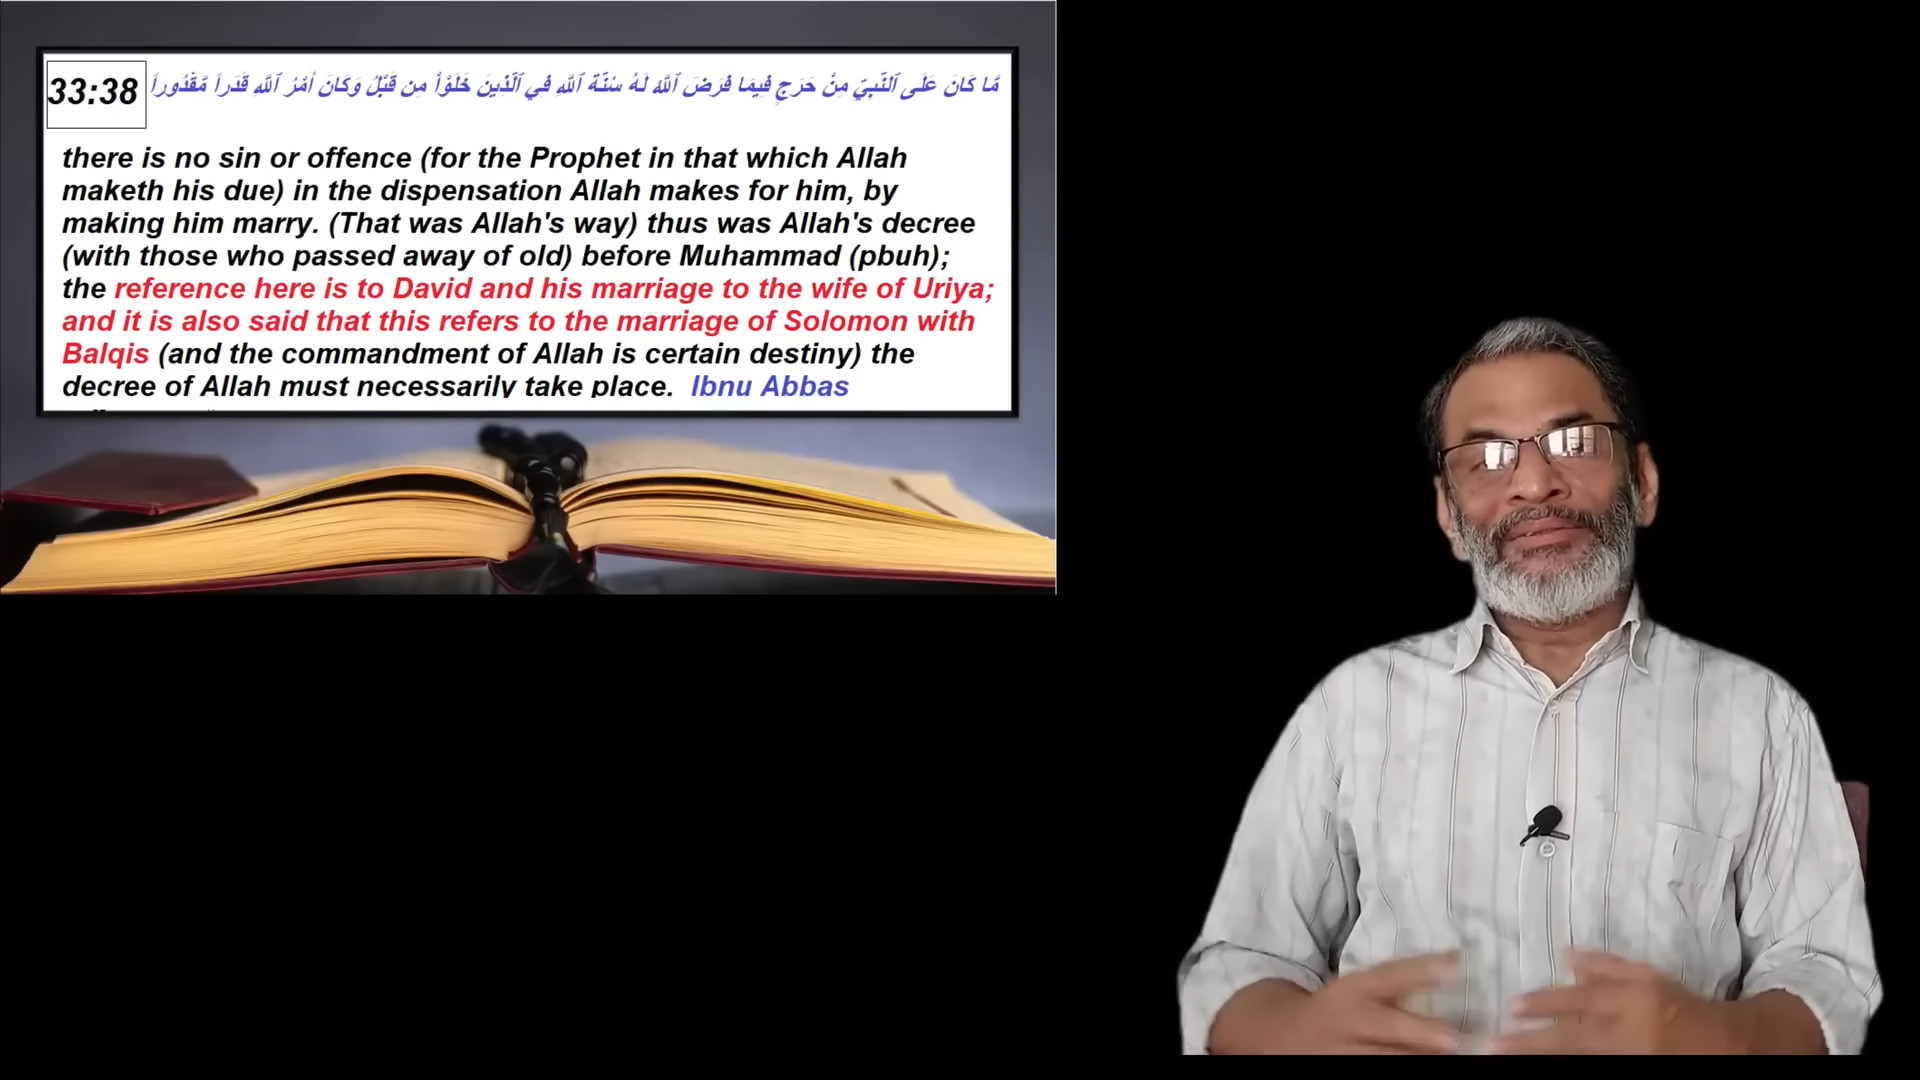 33:38
مَّا كَانَ عَلَى ٱلنَّبِيِّ مِنْ حَرَجٍ فِيمَا فَرَضَ ٱللَّهُ لَهُ سُنَّةَ ٱللَّهِ فِي ٱلَّذِينَ خَلَوْاْ مِن قَبْلُ وَكَانَ أَمْرُ ٱللَّهِ قَدَراً مَّقْدُوراً
there is no sin or offence (for the Prophet in that which Allah
maketh his due) in the dispensation Allah makes for him, by
making him marry. (That was Allah's way) thus was Allah's decree
(with those who passed away of old) before Muhammad (pbuh);
the reference here is to David and his marriage to the wife of Uriya;
and it is also said that this refers to the marriage of Solomon with
Balqis (and the commandment of Allah is certain destiny) the
decree of Allah must necessarily take place. Ibnu Abbas